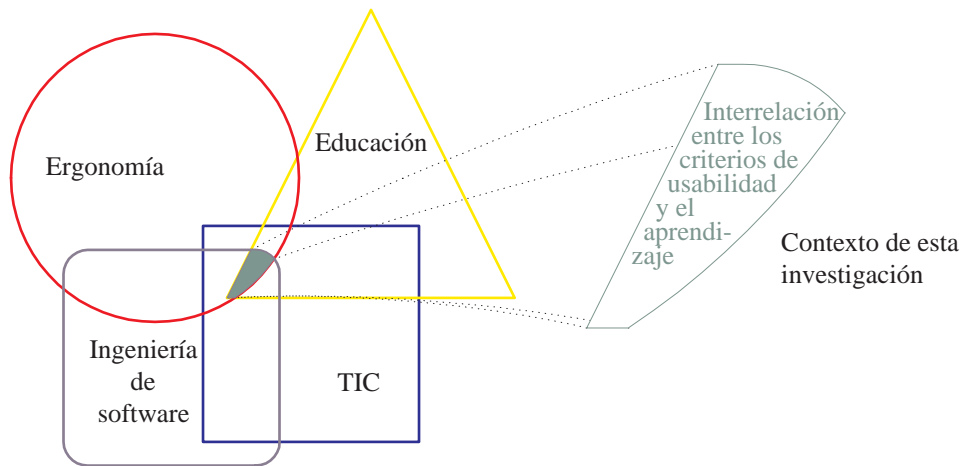 Ergonomía
Educación
Ingeniería
de
software
TIC
Interrelación
entre los
criterios de
usabilidad
y el
aprendi-
zaje
Contexto de esta
investigación